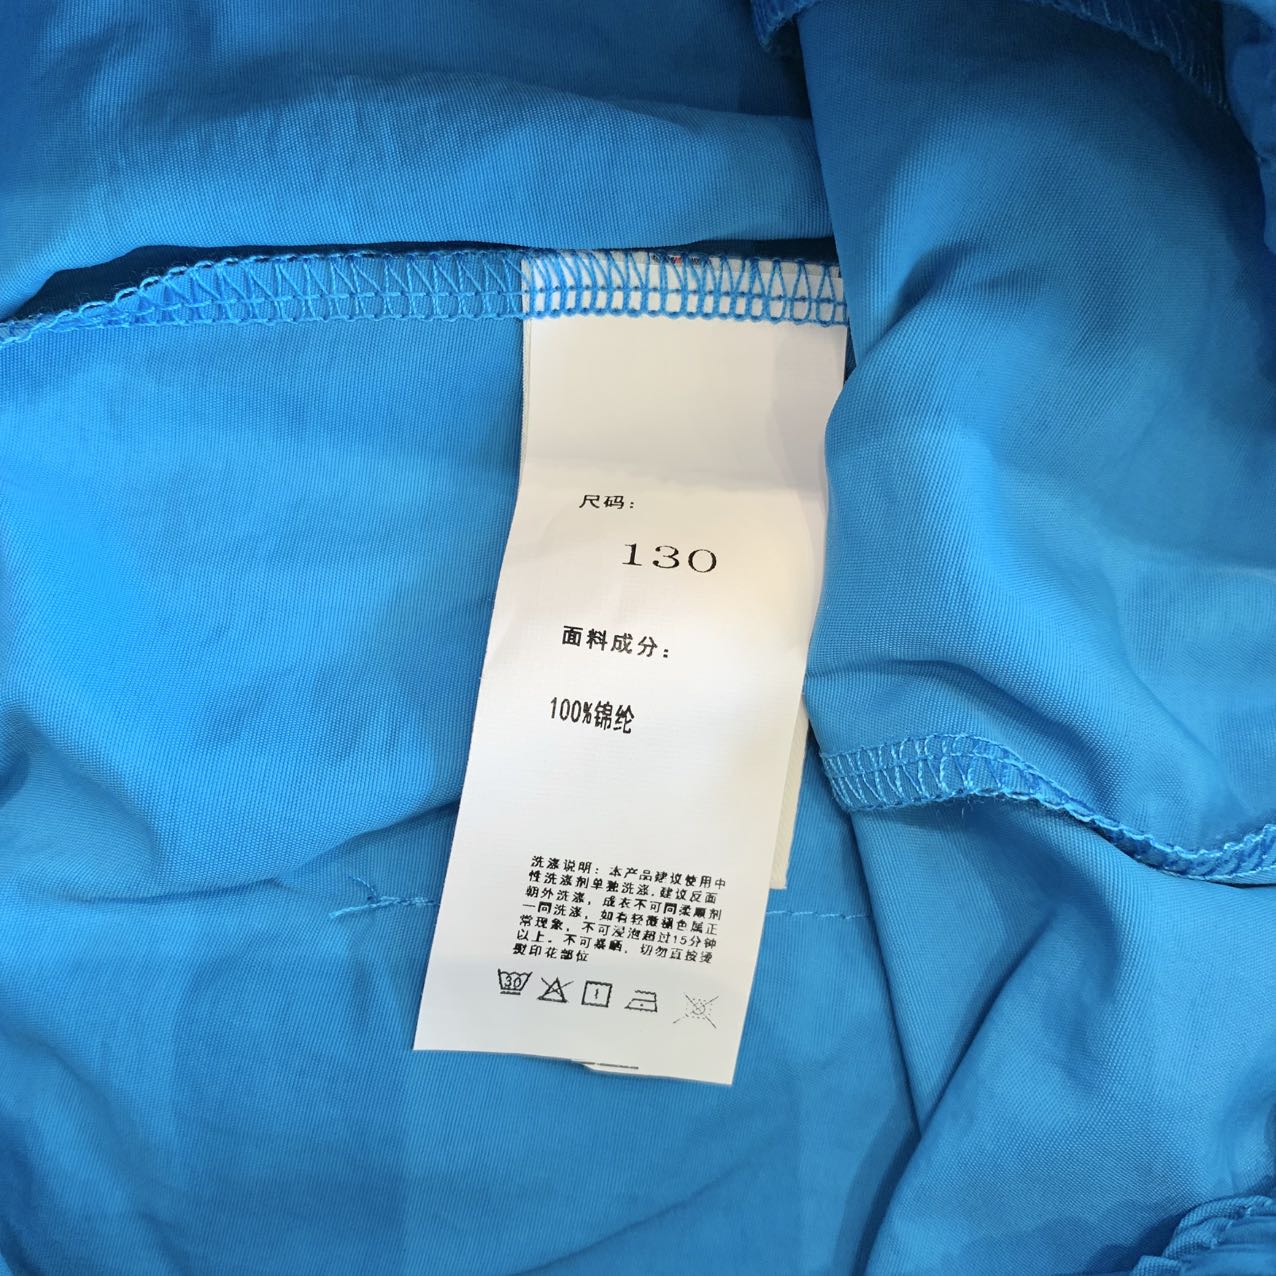 尺码：
130
面料成分：
100%锦纶
洗涤说明：本产品建议使用中
性洗涤剂单独洗涤，建议反面
朝外洗涤，成衣不可同柔顺剂
一同洗涤，如有轻微褪色属正
常现象，不可浸泡超过15分钟
以上。不可暴晒，切勿直接烫
熨印花部位
30